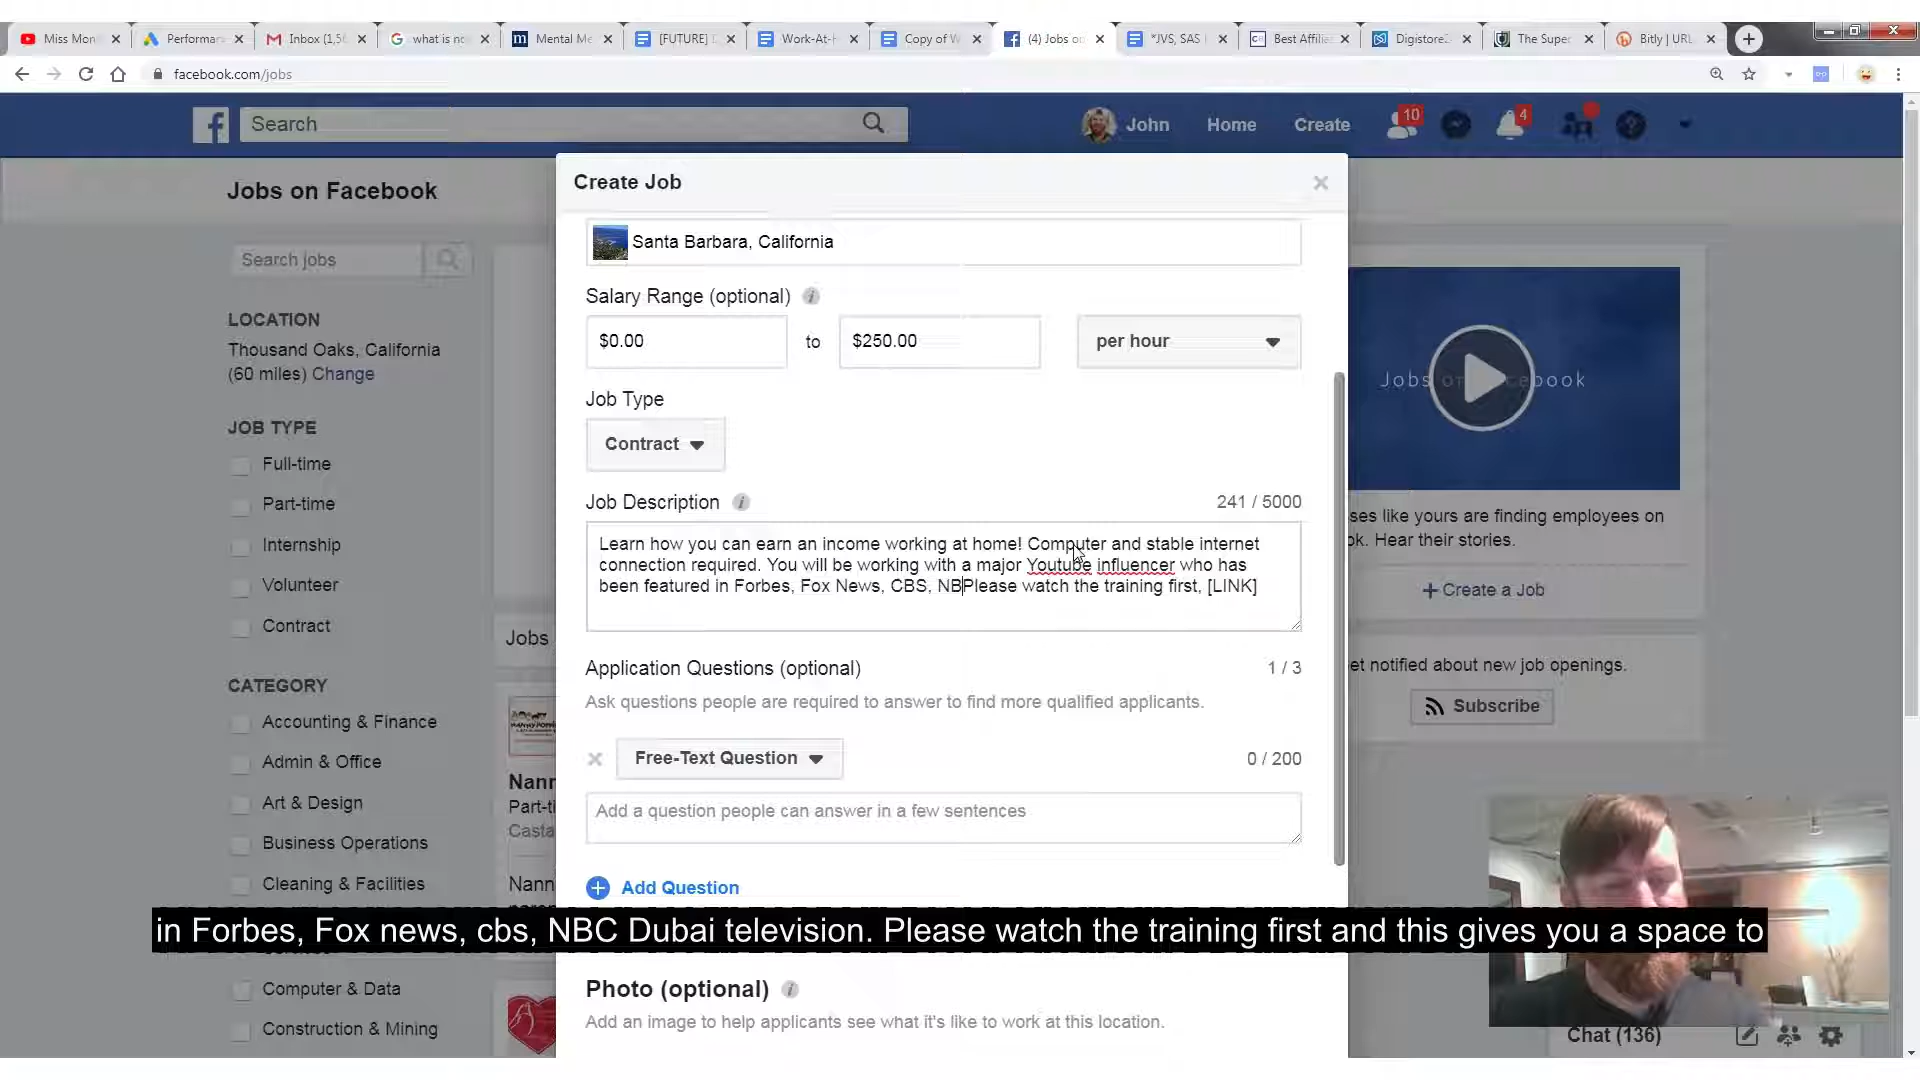 Miss Mon
Performan
Inbox (1,5
what is no
Mental Me
[FUTURE]
Work-At-H
Copy of W
(4) Jobs on
*JVS, SAS
Best Affilia
Digistore2
The Super
Bitly | URL
facebook.com/jobs
Search
John
Home
Create
10
4
Jobs on Facebook
Search jobs
LOCATION
Thousand Oaks, California
(60 miles) Change
JOB TYPE
Full-time
Part-time
Internship
Volunteer
Contract
CATEGORY
Accounting & Finance
Admin & Office
Art & Design
Business Operations
Cleaning & Facilities
Computer & Data
Construction & Mining
Jobs
Nann
Part-ti
Casta
Nann
Create Job
Santa Barbara, California
Salary Range (optional)
$0.00 to $250.00 per hour
Job Type
Contract
Job Description 241 / 5000
Learn how you can earn an income working at home! Computer and stable internet
connection required. You will be working with a major Youtube influencer who has
been featured in Forbes, Fox News, CBS, NBPlease watch the training first, [LINK]
Application Questions (optional) 1 / 3
Ask questions people are required to answer to find more qualified applicants.
Free-Text Question 0 / 200
Add a question people can answer in a few sentences
Add Question
in Forbes, Fox news, cbs, NBC Dubai television. Please watch the training first and this gives you a space to
Photo (optional)
Add an image to help applicants see what it's like to work at this location.
Jobs on Facebook
ses like yours are finding employees on
ok. Hear their stories.
Create a Job
et notified about new job openings.
Subscribe
Chat (136)